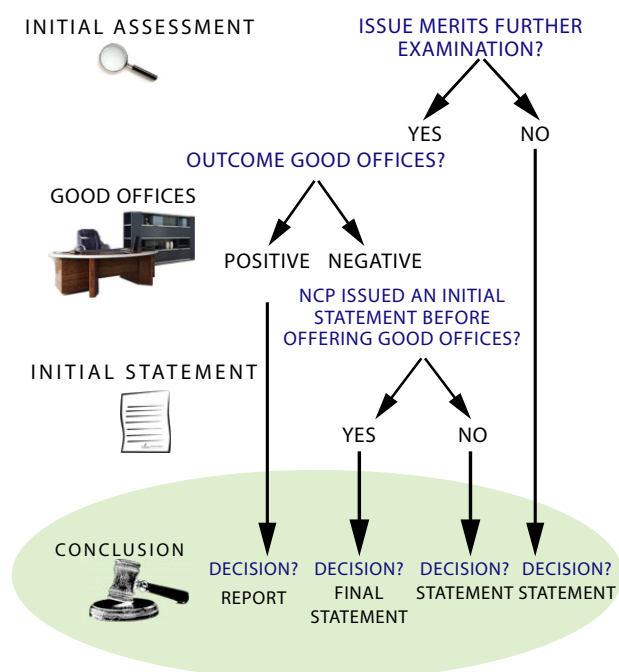 INITIAL ASSESSMENT
ISSUE MERITS FURTHER
EXAMINATION?
YES
NO
OUTCOME GOOD OFFICES?
GOOD OFFICES
POSITIVE
NEGATIVE
NCP ISSUED AN INITIAL
STATEMENT BEFORE
OFFERING GOOD OFFICES?
INITIAL STATEMENT
YES
NO
CONCLUSION
DECISION?
REPORT
DECISION?
FINAL
STATEMENT
DECISION?
STATEMENT
DECISION?
STATEMENT